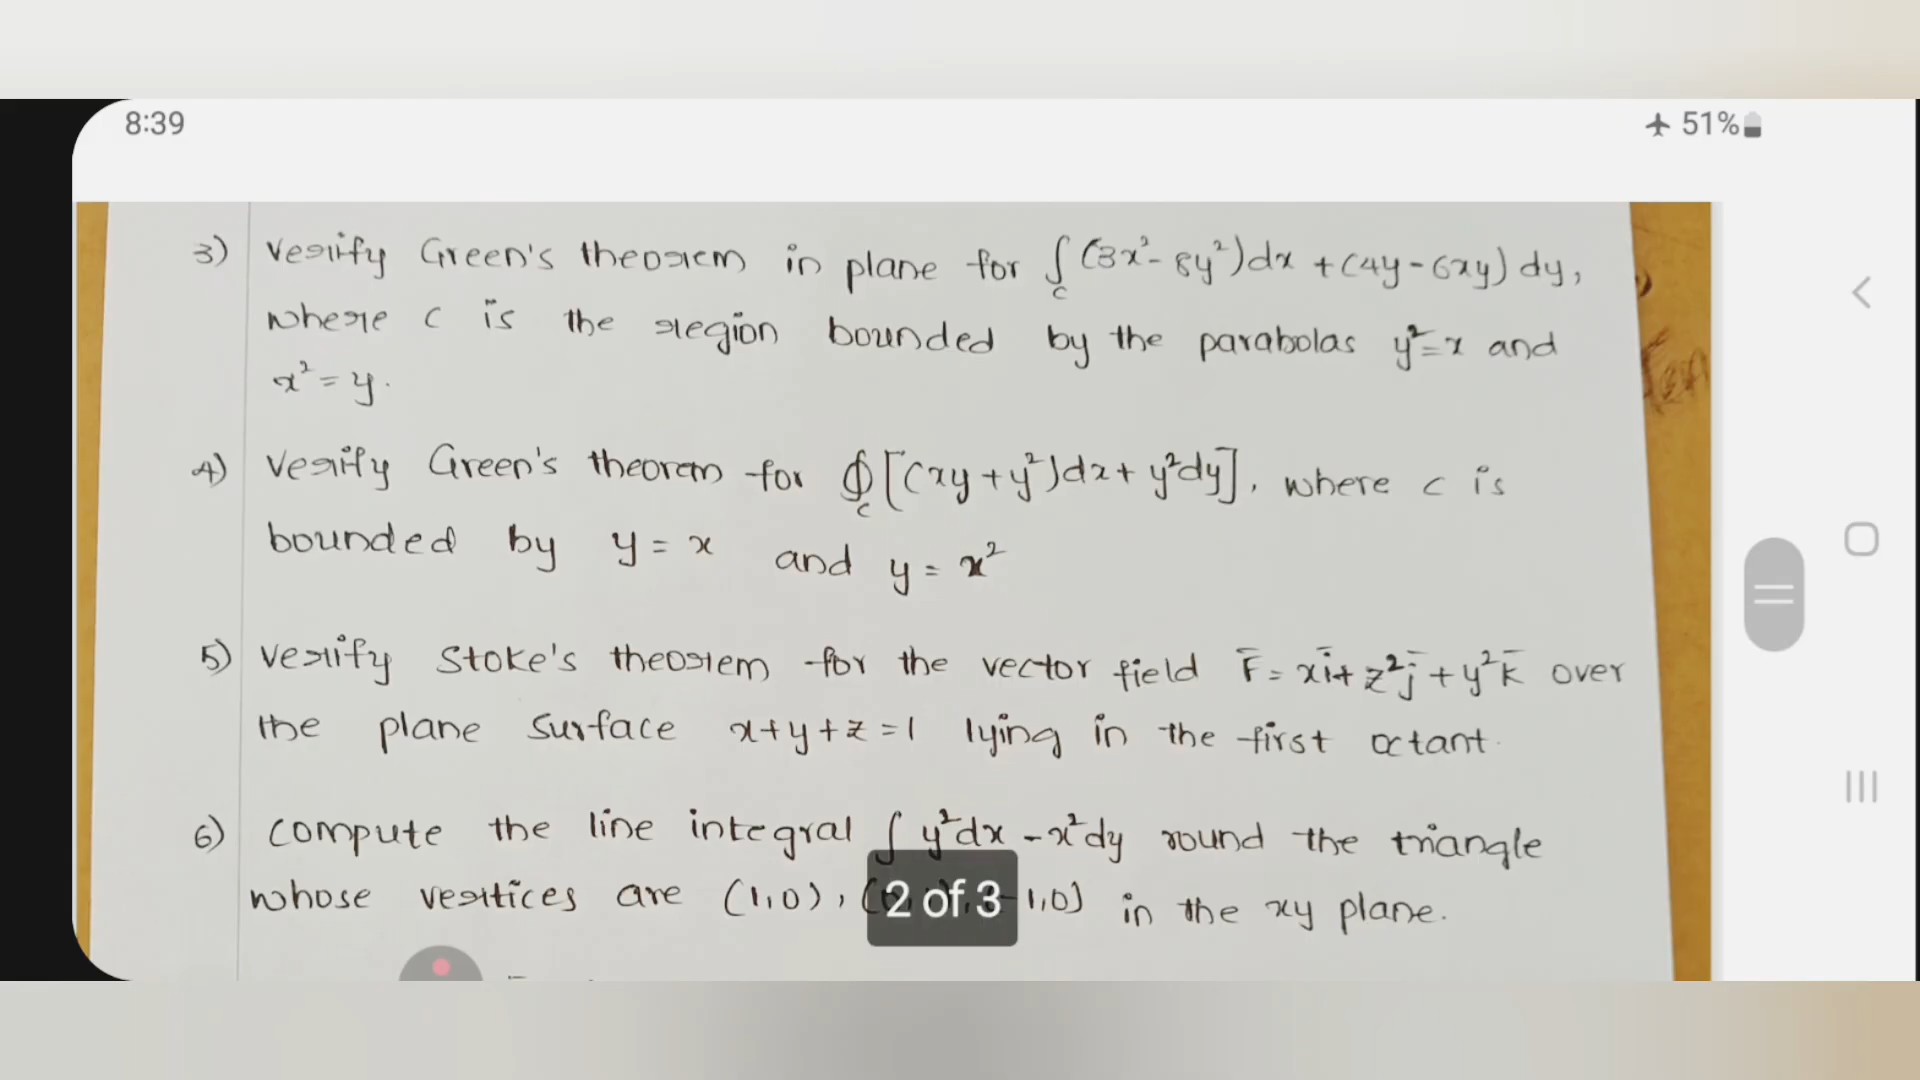 8:39
51%
3) Verify Green's theorem in plane for ∫c (3x²-8y²)dx + (4y-6xy) dy,
where c is the region bounded by the parabolas y²=x and
x²=y.
4) Verify Green's theorem for ∮c [(xy+y²)dx + y²dy], where c is
bounded by y = x and y = x²
5) Verify Stoke's theorem for the vector field F̄ = xī + z²j̄ + y²k̄ over
the plane surface x+y+z=1 lying in the first octant.
6) Compute the line integral ∫ y²dx - x²dy round the triangle
whose vertices are (1,0), ( -1,0) in the xy plane.
2 of 3